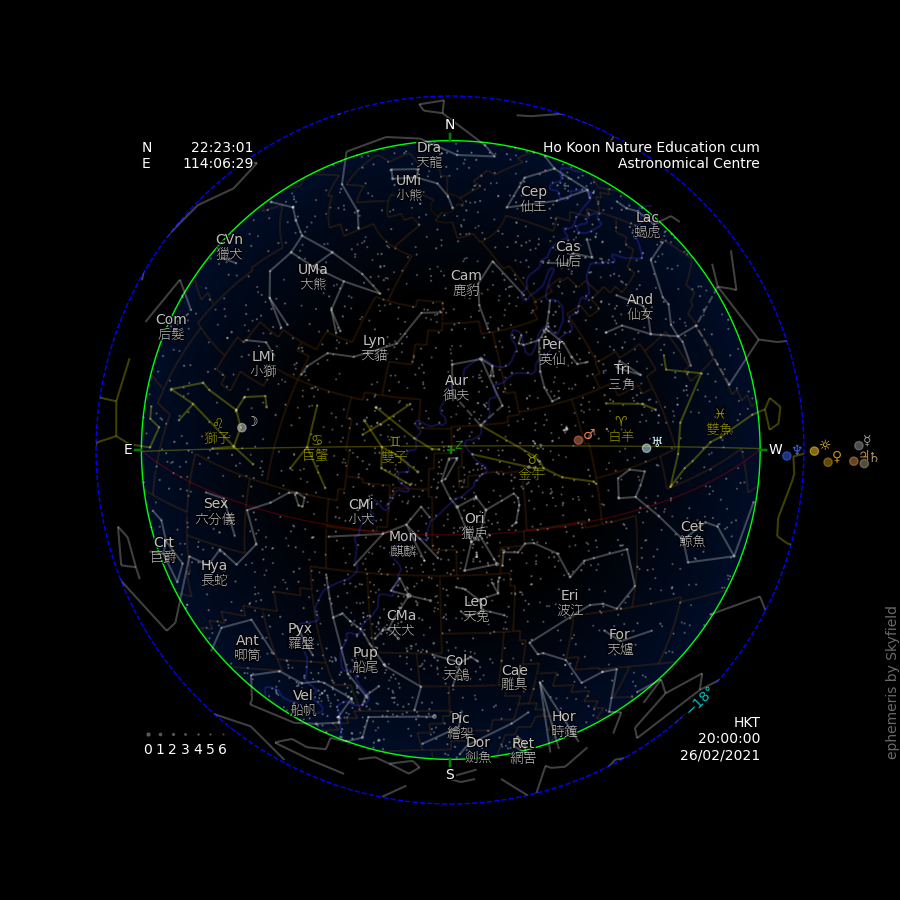 N
N 22:23:01
E 114:06:29
Ho Koon Nature Education cum
Astronomical Centre
Dra
天龍
UMi
小熊
Cep
仙王
Lac
蝎虎
CVn
獵犬
Cas
仙后
UMa
大熊
Cam
鹿豹
And
仙女
Com
后髮
Lyn
天貓
Per
英仙
LMi
小獅
Tri
三角
Aur
御夫
♌
獅子
☽
♋
巨蟹
♊
雙子
Z
♉
金牛
♂
♈
白羊
♅
♓
雙魚
E
W
♆
☼
♀
☿
♃
♄
Sex
六分儀
CMi
小犬
Ori
獵戶
Cet
鯨魚
Crt
巨爵
Mon
麒麟
Hya
長蛇
Lep
天兔
Eri
波江
CMa
大犬
Ant
唧筒
Pyx
羅盤
For
天爐
Pup
船尾
Col
天鴿
Cae
雕具
Vel
船帆
Pic
繪架
Hor
時鐘
Dor
劍魚
Ret
網罟
S
−18°
0 1 2 3 4 5 6
HKT
20:00:00
26/02/2021
ephemeris by Skyfield